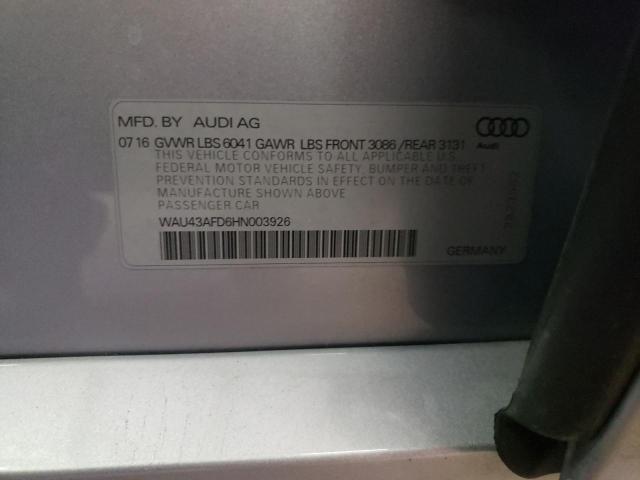 MFD. BY AUDI AG
07 16 GVWR LBS 6041 GAWR LBS FRONT 3086 /REAR 3131
Audi
THIS VEHICLE CONFORMS TO ALL APPLICABLE U.S.
FEDERAL MOTOR VEHICLE SAFETY, BUMPER AND THEFT
PREVENTION STANDARDS IN EFFECT ON THE DATE OF
MANUFACTURE SHOWN ABOVE
PASSENGER CAR
WAU43AFD6HN003926
GERMANY